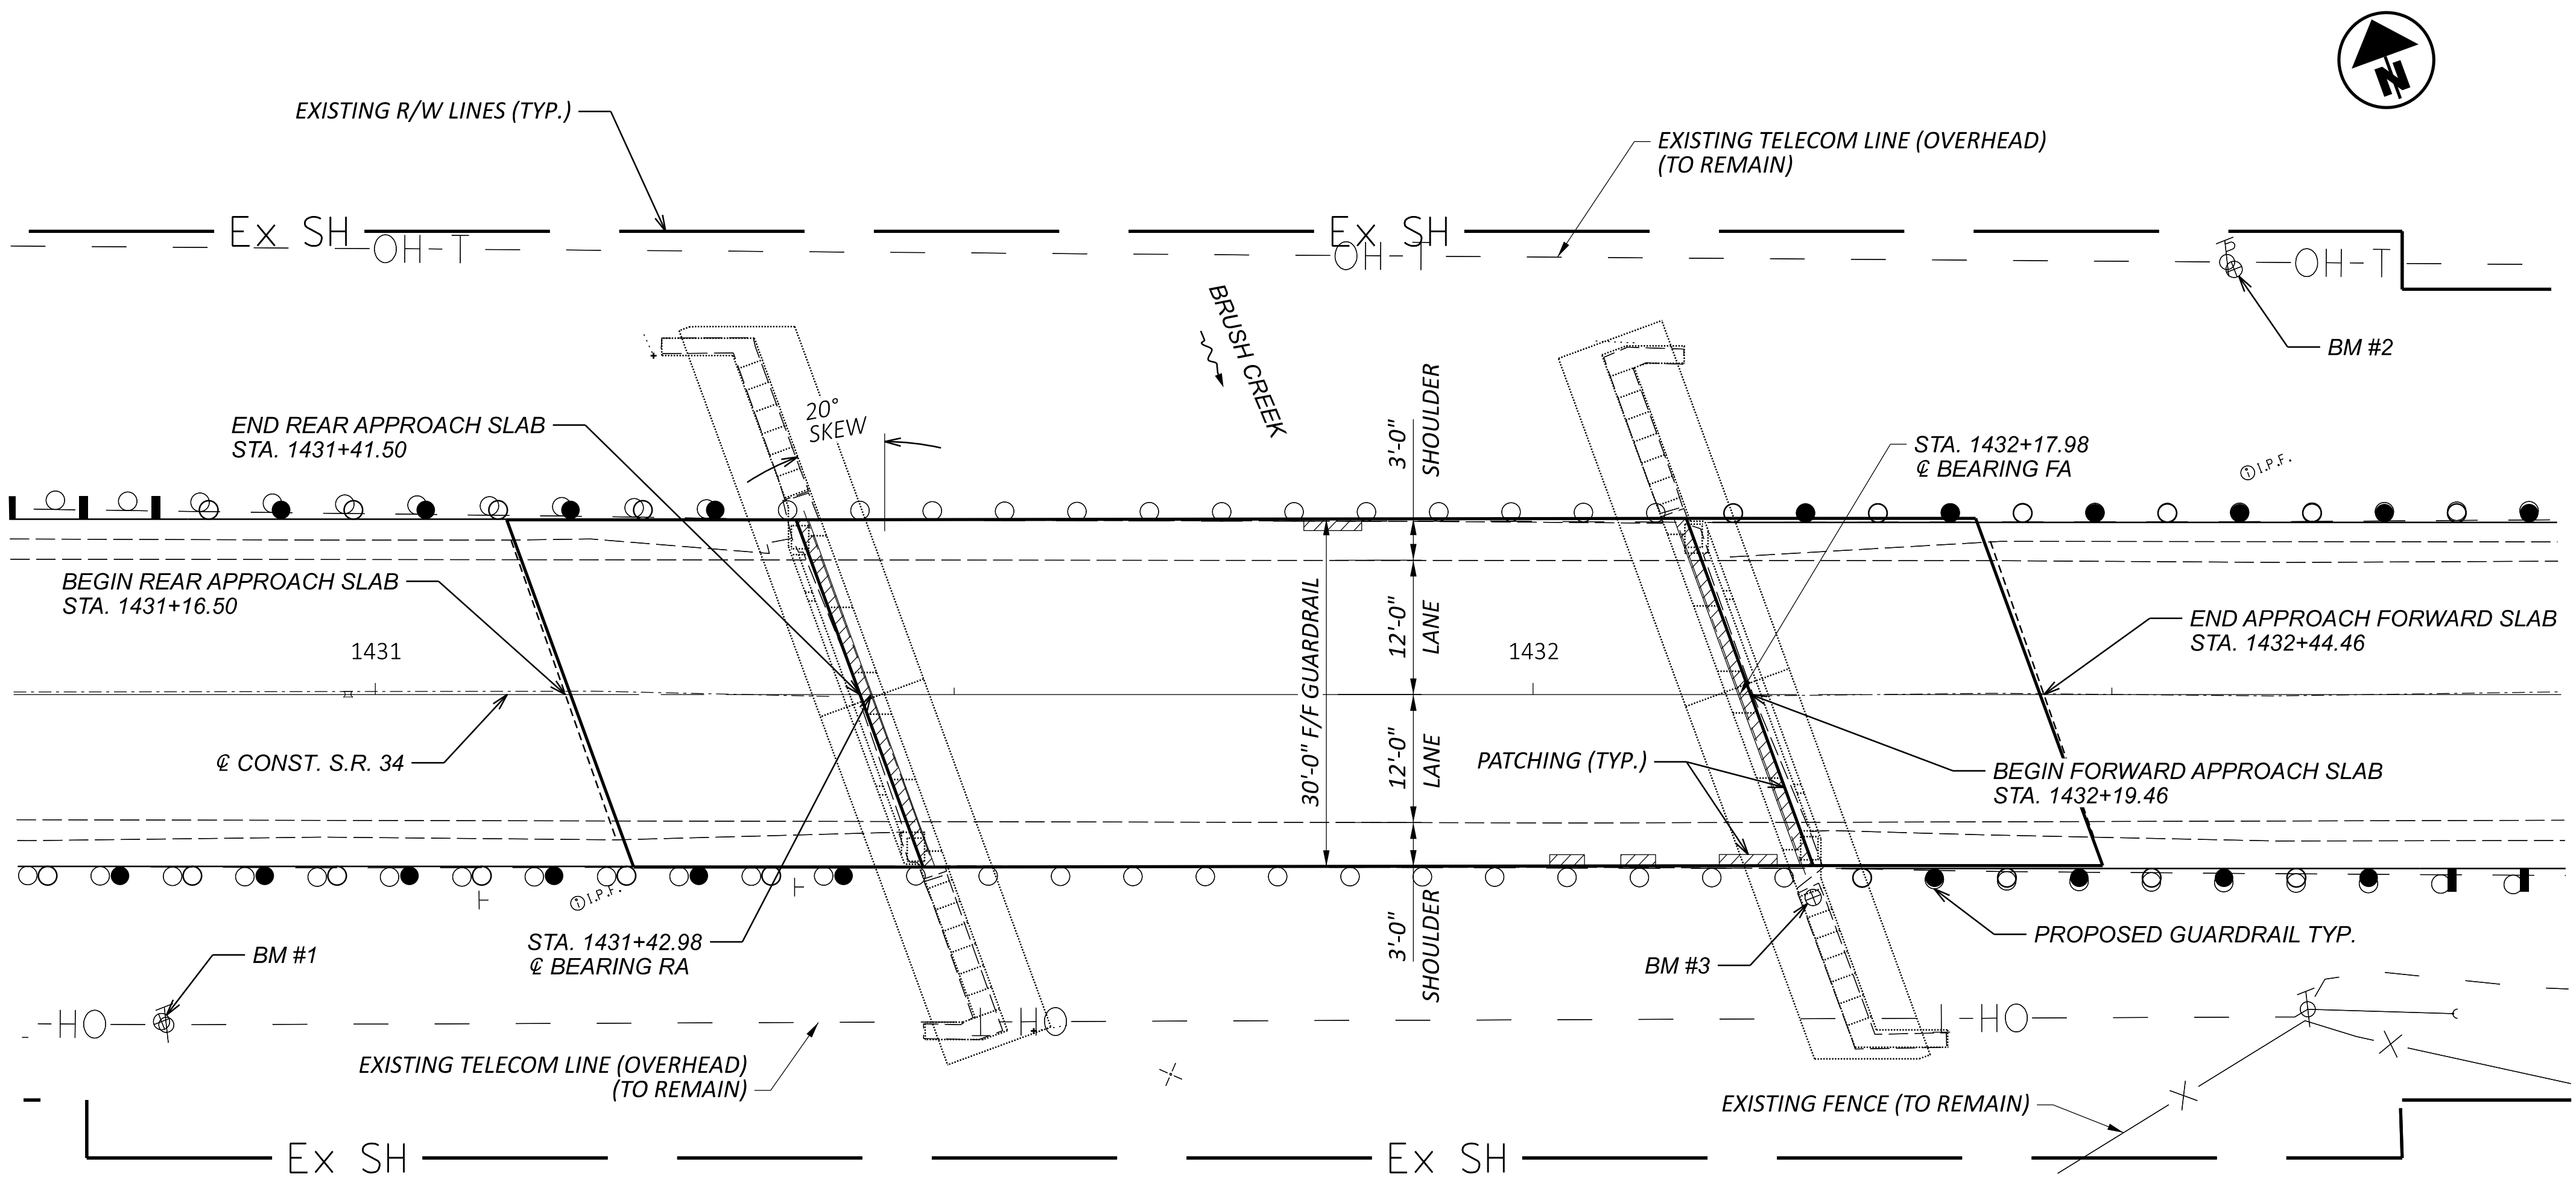 N
EXISTING R/W LINES (TYP.)
EXISTING TELECOM LINE (OVERHEAD)
(TO REMAIN)
Ex SH
Ex SH
OH-T
OH-T
OH-T
BRUSH CREEK
BM #2
20°
SKEW
3'-0"
SHOULDER
END REAR APPROACH SLAB
STA. 1431+41.50
STA. 1432+17.98
℄ BEARING FA
I.P.F.
BEGIN REAR APPROACH SLAB
STA. 1431+16.50
30'-0" F/F GUARDRAIL
12'-0"
LANE
END APPROACH FORWARD SLAB
STA. 1432+44.46
1431
1432
℄ CONST. S.R. 34
12'-0"
LANE
PATCHING (TYP.)
BEGIN FORWARD APPROACH SLAB
STA. 1432+19.46
I.P.F.
STA. 1431+42.98
℄ BEARING RA
3'-0"
SHOULDER
PROPOSED GUARDRAIL TYP.
BM #1
BM #3
OH-
OH-T
OH-T
EXISTING TELECOM LINE (OVERHEAD)
(TO REMAIN)
X
X
EXISTING FENCE (TO REMAIN)
Ex SH
Ex SH